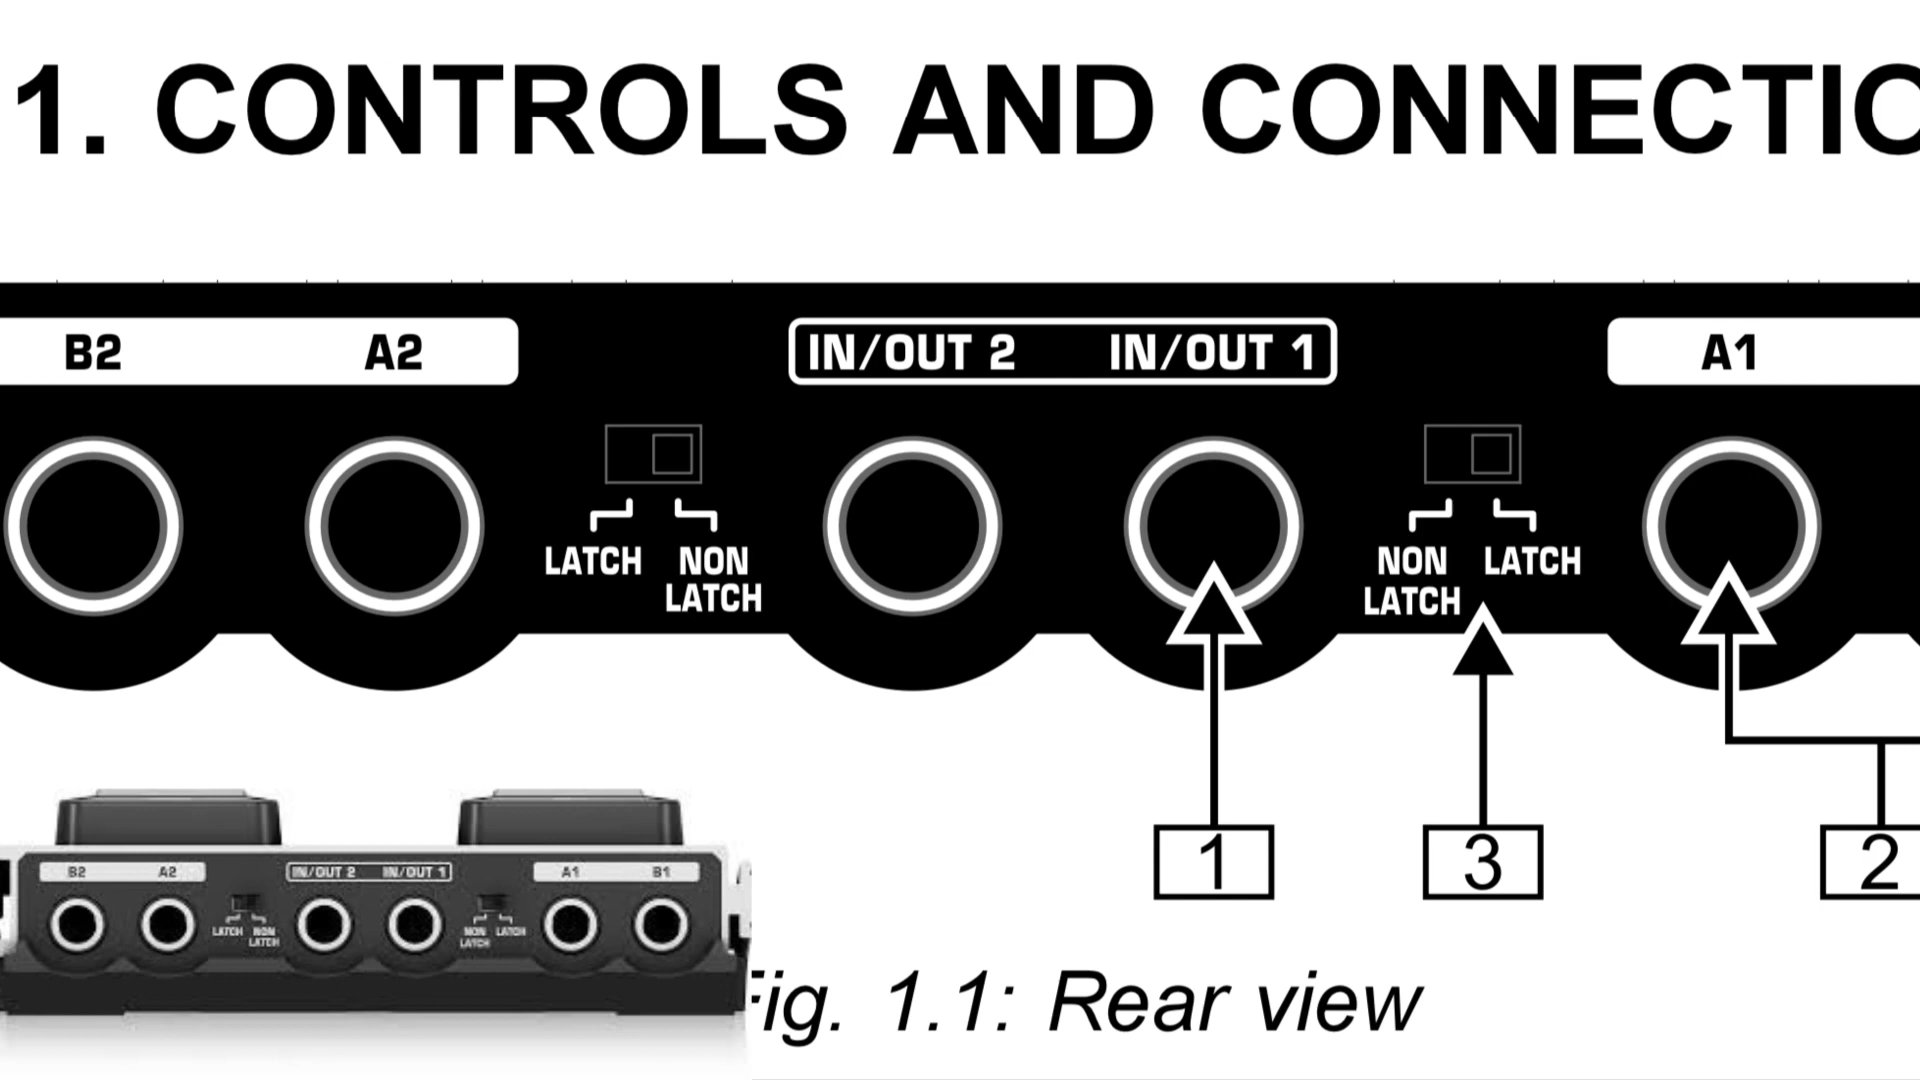 1. CONTROLS AND CONNECTIO
B2 A2 IN/OUT 2 IN/OUT 1 A1
LATCH NON LATCH NON LATCH LATCH
1 3 2
B2 A2 IN/OUT 2 IN/OUT 1 A1 B1
LATCH NON LATCH NON LATCH LATCH
Fig. 1.1: Rear view